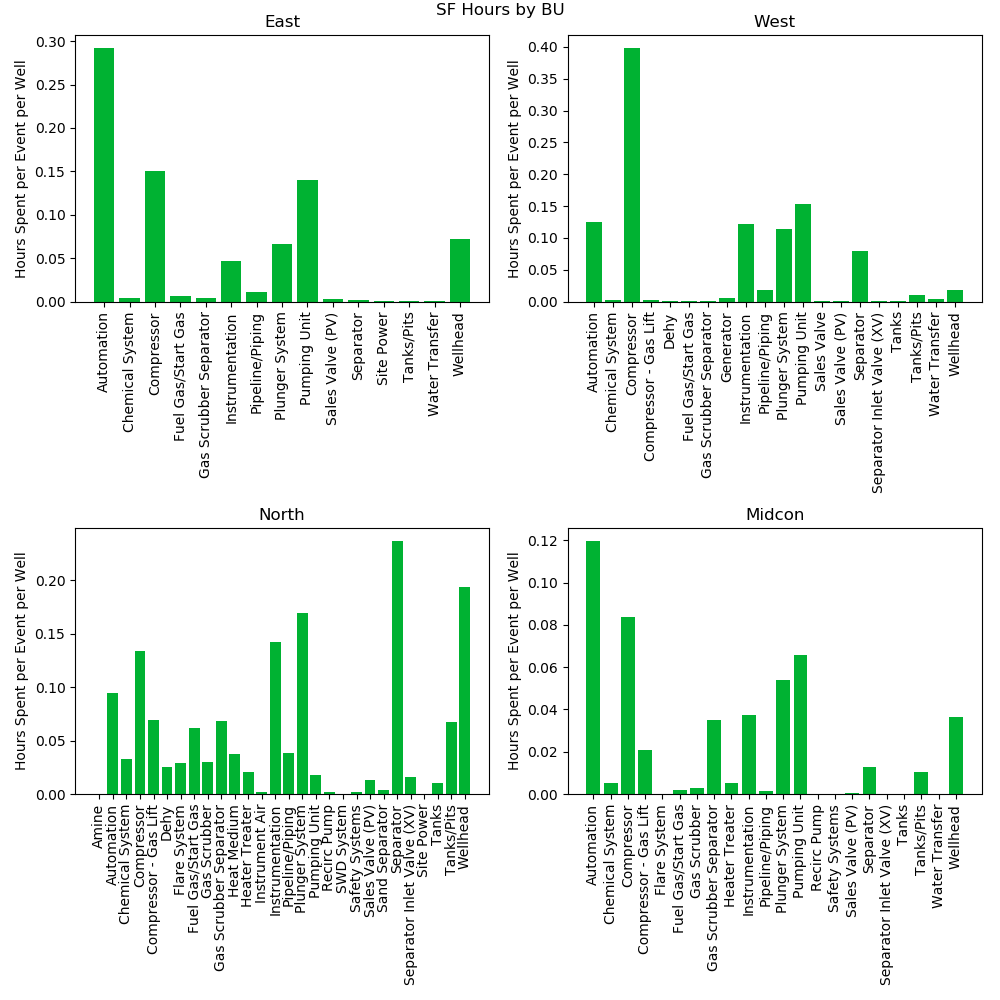 SF Hours by BU
East
Hours Spent per Event per Well
0.30
0.25
0.20
0.15
0.10
0.05
0.00
Automation
Chemical System
Compressor
Fuel Gas/Start Gas
Gas Scrubber Separator
Instrumentation
Pipeline/Piping
Plunger System
Pumping Unit
Sales Valve (PV)
Separator
Site Power
Tanks/Pits
Water Transfer
Wellhead
West
Hours Spent per Event per Well
0.40
0.35
0.30
0.25
0.20
0.15
0.10
0.05
0.00
Automation
Chemical System
Compressor
Compressor - Gas Lift
Dehy
Fuel Gas/Start Gas
Gas Scrubber Separator
Generator
Instrumentation
Pipeline/Piping
Plunger System
Pumping Unit
Sales Valve
Sales Valve (PV)
Separator
Separator Inlet Valve (XV)
Tanks
Tanks/Pits
Water Transfer
Wellhead
North
Hours Spent per Event per Well
0.20
0.15
0.10
0.05
0.00
Amine
Automation
Chemical System
Compressor
Compressor - Gas Lift
Dehy
Flare System
Fuel Gas/Start Gas
Gas Scrubber
Gas Scrubber Separator
Heat Medium
Heater Treater
Instrument Air
Instrumentation
Pipeline/Piping
Plunger System
Pumping Unit
Recirc Pump
SWD System
Safety Systems
Sales Valve (PV)
Sand Separator
Separator
Separator Inlet Valve (XV)
Site Power
Tanks
Tanks/Pits
Wellhead
Midcon
Hours Spent per Event per Well
0.12
0.10
0.08
0.06
0.04
0.02
0.00
Automation
Chemical System
Compressor
Compressor - Gas Lift
Flare System
Fuel Gas/Start Gas
Gas Scrubber
Gas Scrubber Separator
Heater Treater
Instrumentation
Pipeline/Piping
Plunger System
Pumping Unit
Recirc Pump
Safety Systems
Sales Valve (PV)
Separator
Separator Inlet Valve (XV)
Tanks
Tanks/Pits
Water Transfer
Wellhead